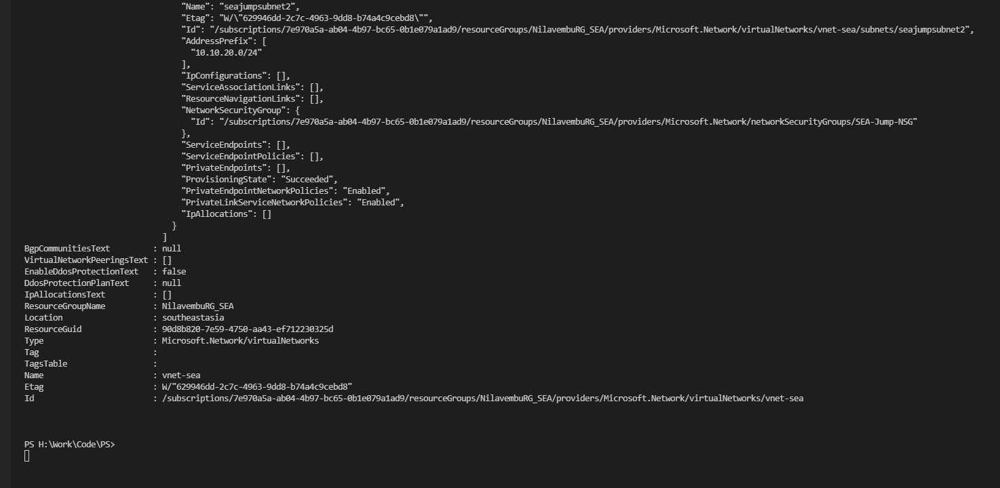 "Name": "seajumpsubnet2",
"Etag": "W/\"629946dd-2c7c-4963-9dd8-b74a4c9cebd8\"",
"Id": "/subscriptions/7e970a5a-ab04-4b97-bc65-0b1e079a1ad9/resourceGroups/NilavembuRG_SEA/providers/Microsoft.Network/virtualNetworks/vnet-sea/subnets/seajumpsubnet2",
"AddressPrefix": [
"10.10.20.0/24"
],
"IpConfigurations": [],
"ServiceAssociationLinks": [],
"ResourceNavigationLinks": [],
"NetworkSecurityGroup": {
"Id": "/subscriptions/7e970a5a-ab04-4b97-bc65-0b1e079a1ad9/resourceGroups/NilavembuRG_SEA/providers/Microsoft.Network/networkSecurityGroups/SEA-Jump-NSG"
},
"ServiceEndpoints": [],
"ServiceEndpointPolicies": [],
"PrivateEndpoints": [],
"ProvisioningState": "Succeeded",
"PrivateEndpointNetworkPolicies": "Enabled",
"PrivateLinkServiceNetworkPolicies": "Enabled",
"IpAllocations": []
}
]
BgpCommunitiesText : null
VirtualNetworkPeeringsText : []
EnableDdosProtectionText : false
DdosProtectionPlanText : null
IpAllocationsText : []
ResourceGroupName : NilavembuRG_SEA
Location : southeastasia
ResourceGuid : 90d8b820-7e59-4750-aa43-ef712230325d
Type : Microsoft.Network/virtualNetworks
Tag :
TagsTable :
Name : vnet-sea
Etag : W/"629946dd-2c7c-4963-9dd8-b74a4c9cebd8"
Id : /subscriptions/7e970a5a-ab04-4b97-bc65-0b1e079a1ad9/resourceGroups/NilavembuRG_SEA/providers/Microsoft.Network/virtualNetworks/vnet-sea
PS H:\Work\Code\PS>